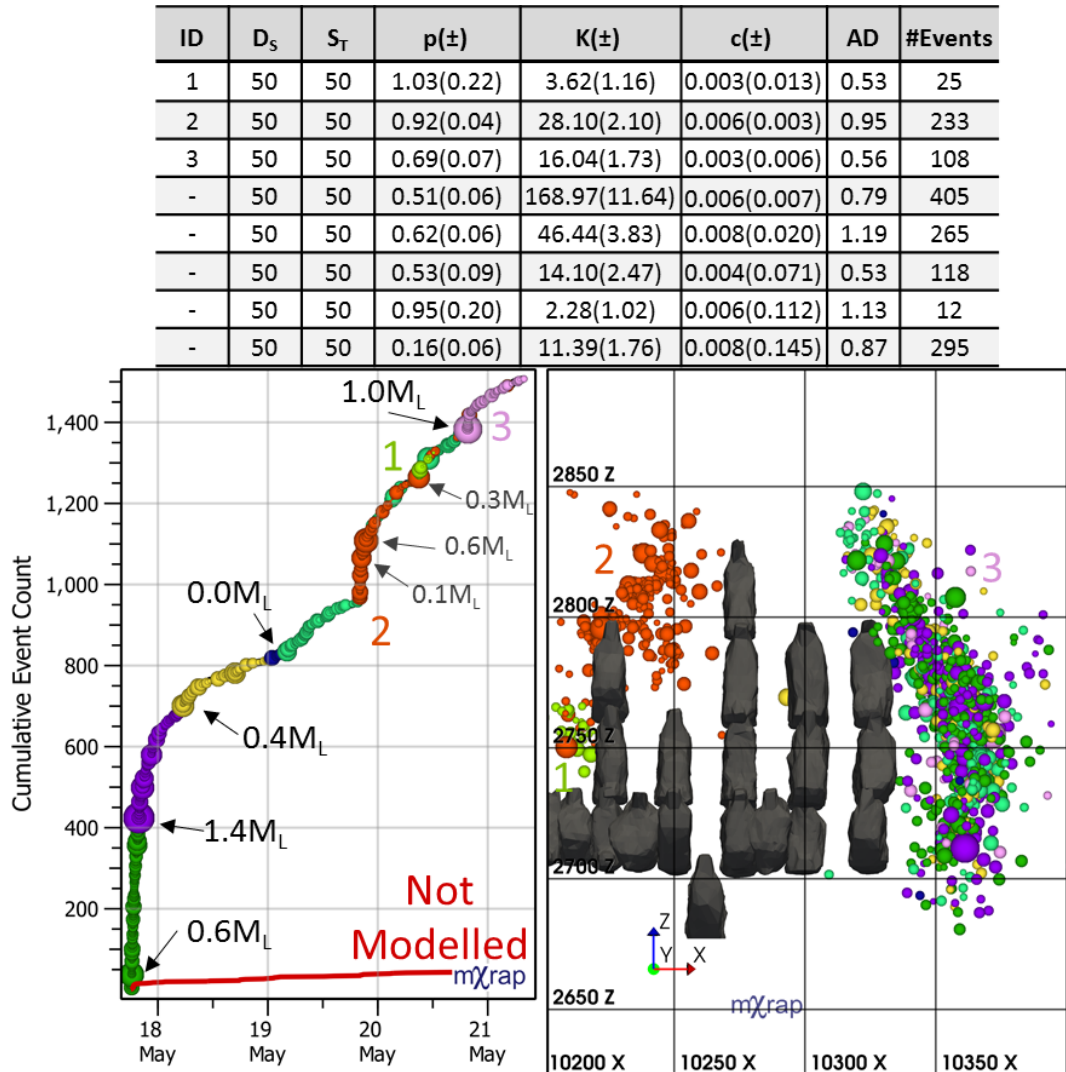 ID D_S S_T p(±) K(±) c(±) AD #Events
1 50 50 1.03(0.22) 3.62(1.16) 0.003(0.013) 0.53 25
2 50 50 0.92(0.04) 28.10(2.10) 0.006(0.003) 0.95 233
3 50 50 0.69(0.07) 16.04(1.73) 0.003(0.006) 0.56 108
- 50 50 0.51(0.06) 168.97(11.64) 0.006(0.007) 0.79 405
- 50 50 0.62(0.06) 46.44(3.83) 0.008(0.020) 1.19 265
- 50 50 0.53(0.09) 14.10(2.47) 0.004(0.071) 0.53 118
- 50 50 0.95(0.20) 2.28(1.02) 0.006(0.112) 1.13 12
- 50 50 0.16(0.06) 11.39(1.76) 0.008(0.145) 0.87 295
Cumulative Event Count
1,400
1,200
1,000
800
600
400
200
1.0M_L
3
1
0.3M_L
0.6M_L
0.1M_L
0.0M_L
2
0.4M_L
1.4M_L
Not
Modelled
0.6M_L
mχrap
18 19 20 21
May May May May
2850 Z
2
3
2800 Z
2750 Z
1
2700 Z
Z
Y X
2650 Z
mχrap
10200 X 10250 X 10300 X 10350 X